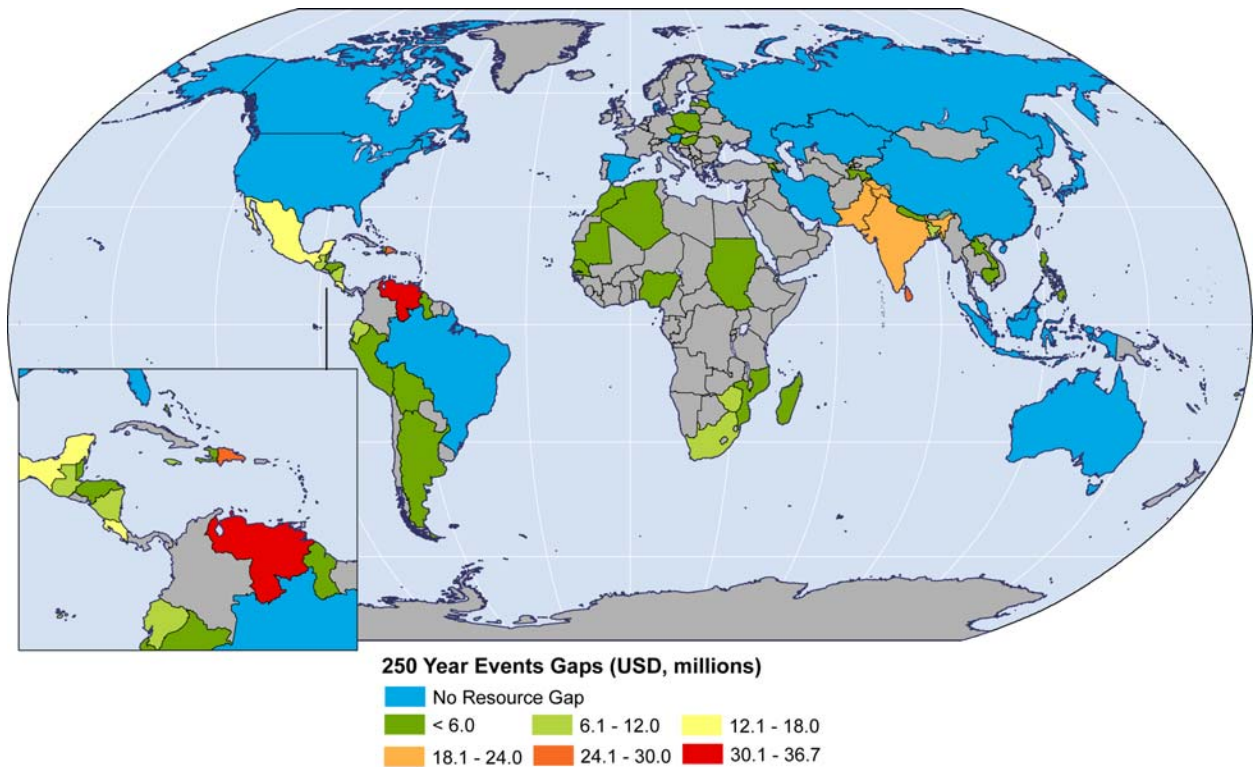 250 Year Events Gaps (USD, millions)
No Resource Gap
< 6.0 6.1 - 12.0 12.1 - 18.0
18.1 - 24.0 24.1 - 30.0 30.1 - 36.7